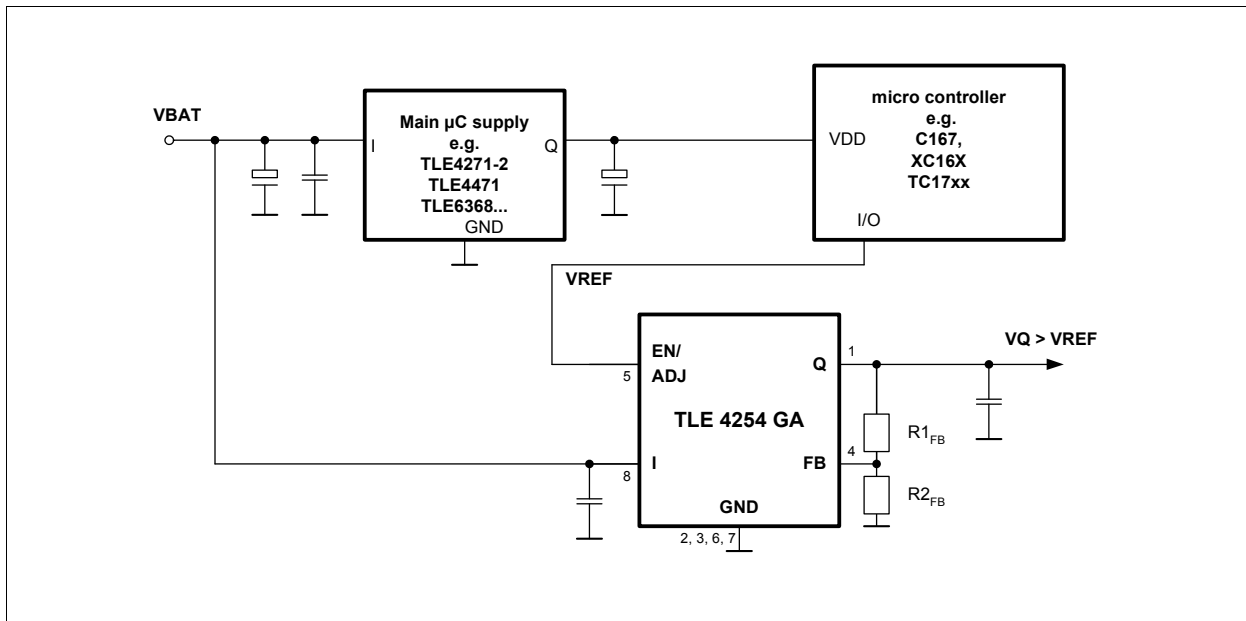 VBAT
I
Main µC supply
e.g.
TLE4271-2
TLE4471
TLE6368...
GND
Q
micro controller
e.g.
C167,
XC16X
TC17xx
VDD
I/O
VREF
EN/
ADJ
5
I
8
TLE 4254 GA
Q
1
FB
4
GND
2, 3, 6, 7
VQ > VREF
R1FB
R2FB